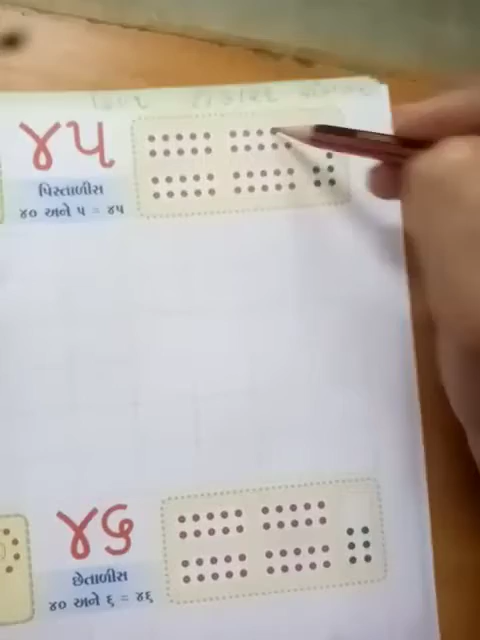 ૪૫
પિસ્તાળીસ
૪૦ અને ૫ = ૪૫
૪૬
છેતાળીસ
૪૦ અને ૬ = ૪૬